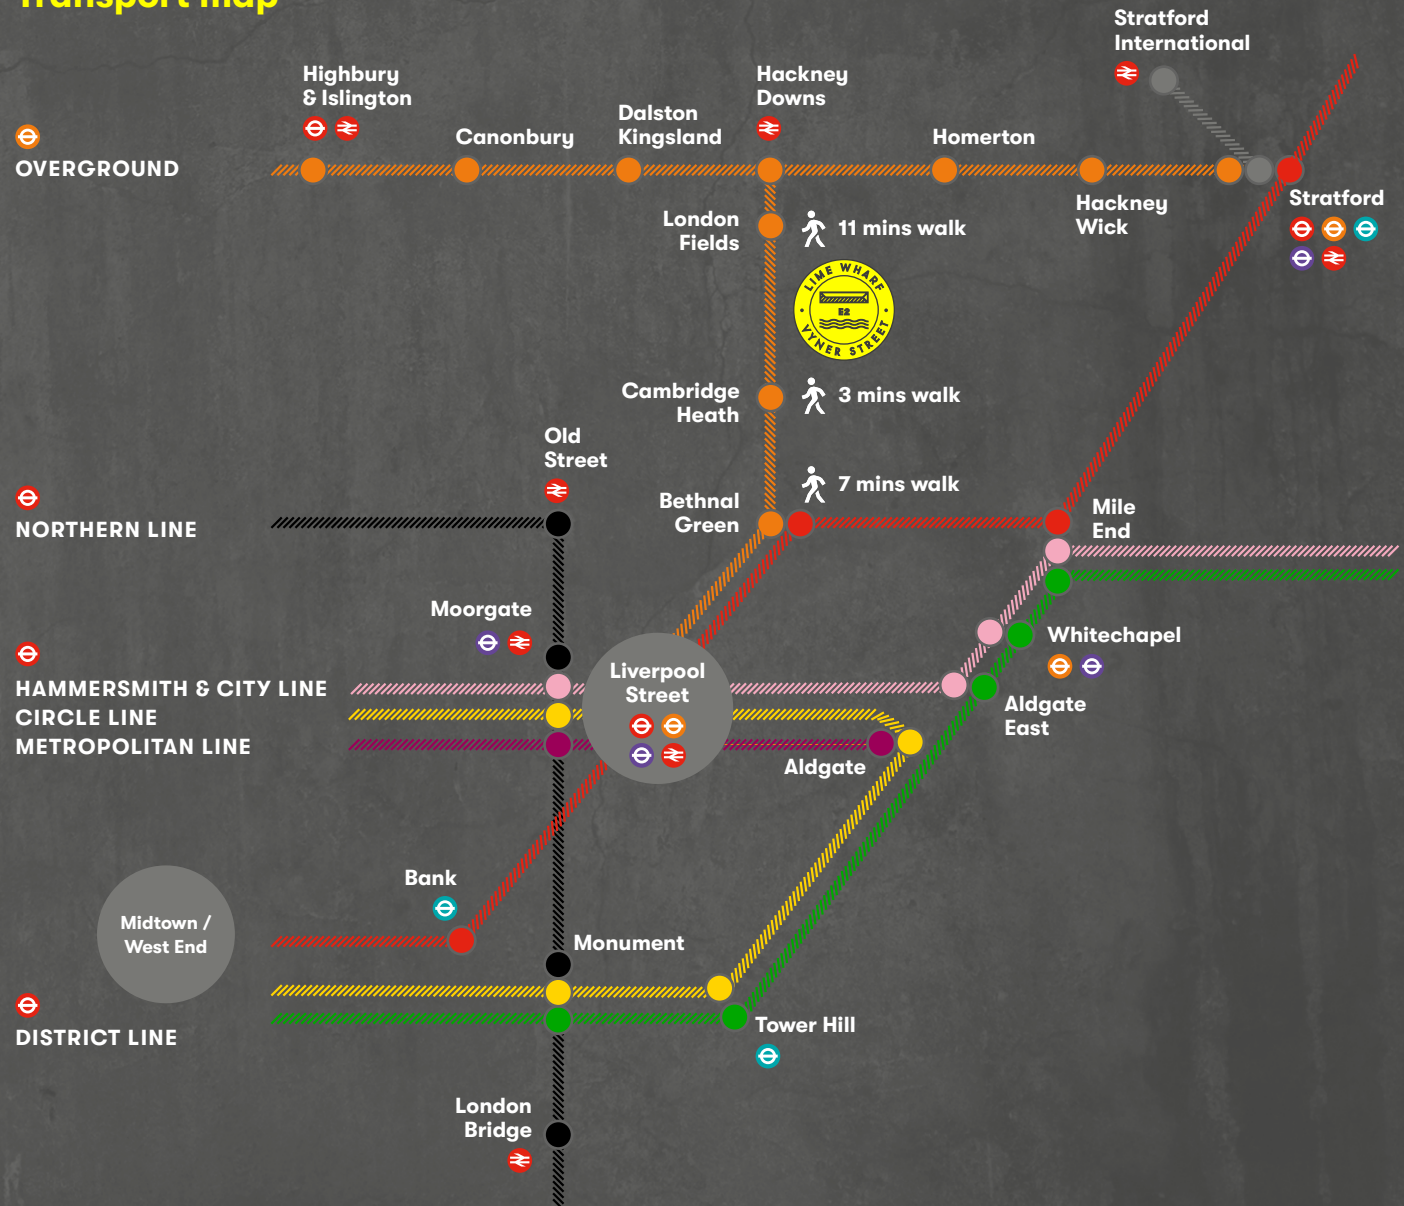 Transport map
Stratford
International
Highbury
& Islington
Hackney
Downs
Dalston
Kingsland
Canonbury
Homerton
OVERGROUND
Hackney
Wick
Stratford
London
Fields
11 mins walk
LIME WHARF
E2
VYNER STREET
Cambridge
Heath
3 mins walk
Old
Street
7 mins walk
Bethnal
Green
Mile
End
NORTHERN LINE
Moorgate
Whitechapel
Liverpool
Street
HAMMERSMITH & CITY LINE
CIRCLE LINE
METROPOLITAN LINE
Aldgate
East
Aldgate
Bank
Midtown /
West End
Monument
DISTRICT LINE
Tower Hill
London
Bridge